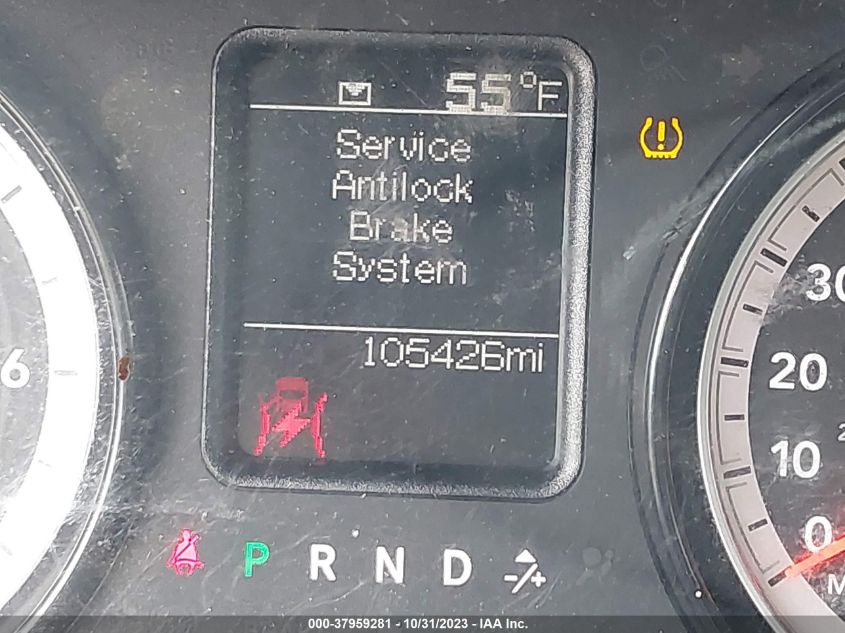 55°F
Service
Antilock
Brake
System
105426mi
6
30
20
10
0
P R N D -/+
000-37959281 - 10/31/2023 - IAA Inc.